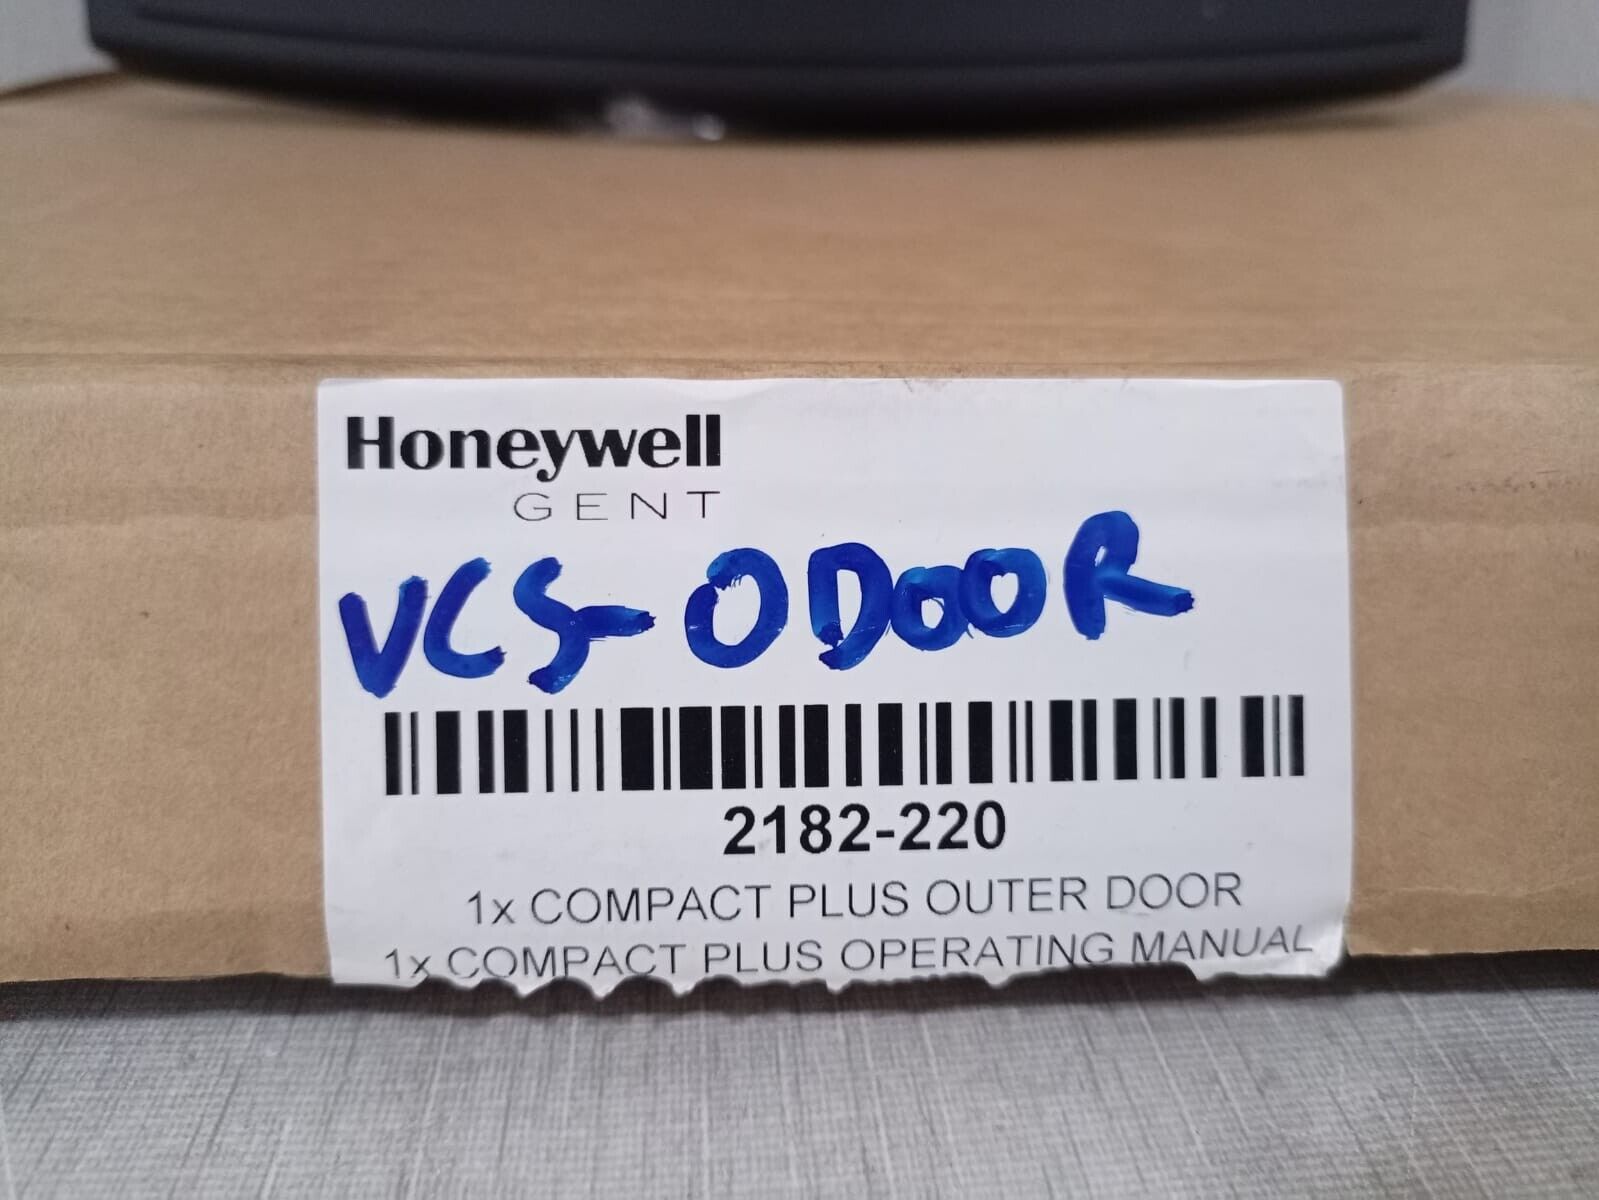 Honeywell
GENT
VCS-ODOOR
2182-220
1x COMPACT PLUS OUTER DOOR
1x COMPACT PLUS OPERATING MANUAL